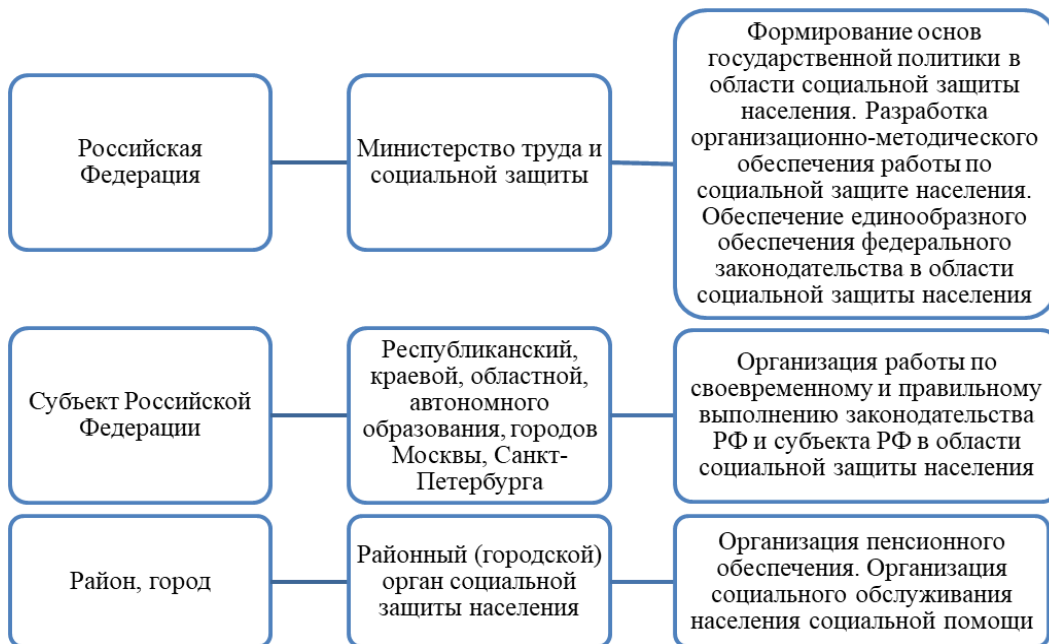 Российская
Федерация
Министерство труда и
социальной защиты
Формирование основ
государственной политики в
области социальной защиты
населения. Разработка
организационно-методического
обеспечения работы по
социальной защите населения.
Обеспечение единообразного
обеспечения федерального
законодательства в области
социальной защиты населения
Субъект Российской
Федерации
Республиканский,
краевой, областной,
автономного
образования, городов
Москвы, Санкт-
Петербурга
Организация работы по
своевременному и правильному
выполнению законодательства
РФ и субъекта РФ в области
социальной защиты населения
Район, город
Районный (городской)
орган социальной
защиты населения
Организация пенсионного
обеспечения. Организация
социального обслуживания
населения социальной помощи